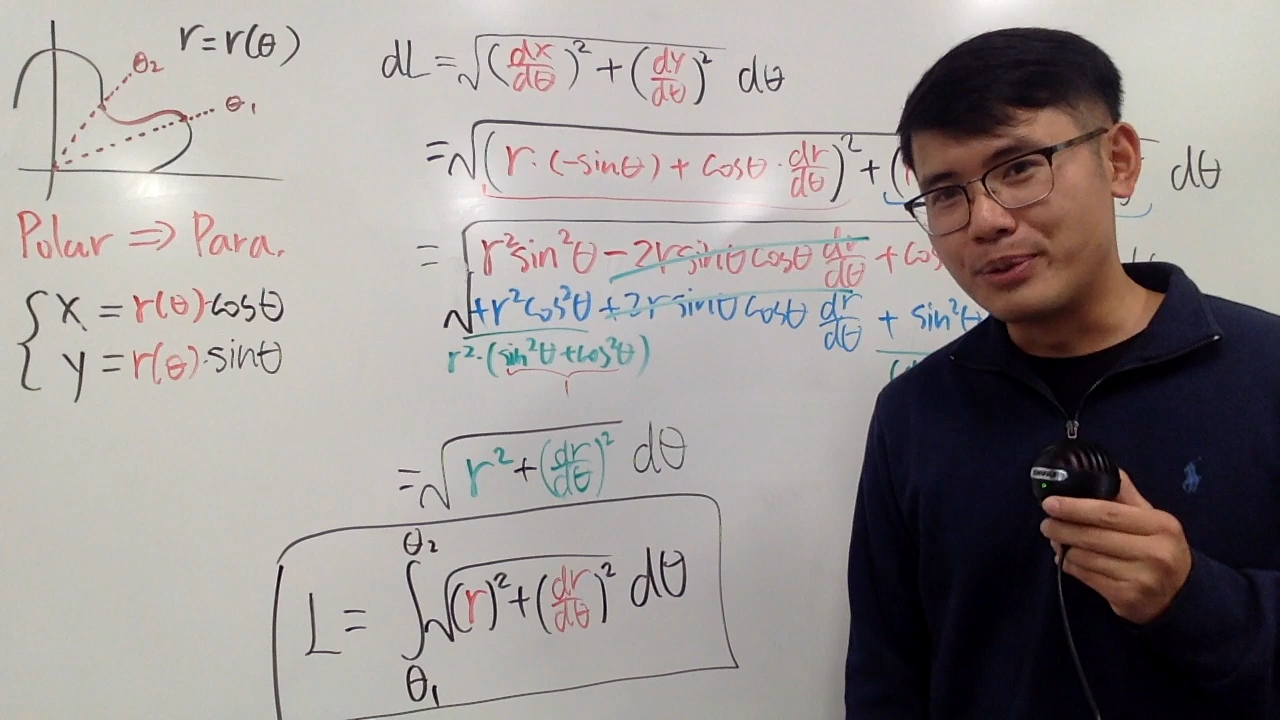 r = r(θ)
θ₂
θ₁
Polar ⇒ Para.
x = r(θ)·cosθ
y = r(θ)·sinθ
dL = √((dx/dθ)² + (dy/dθ)²) dθ
= √((r·(-sinθ) + cosθ·dr/dθ)² + ( dθ
= √r²sin²θ - 2r sinθ cosθ dr/dθ +
+r²cos²θ + 2r sinθ cosθ dr/dθ + sin²θ
r²·(sin²θ + cos²θ)
1
= √(r² + (dr/dθ)²) dθ
L = ∫θ₁^θ₂ √((r)² + (dr/dθ)²) dθ